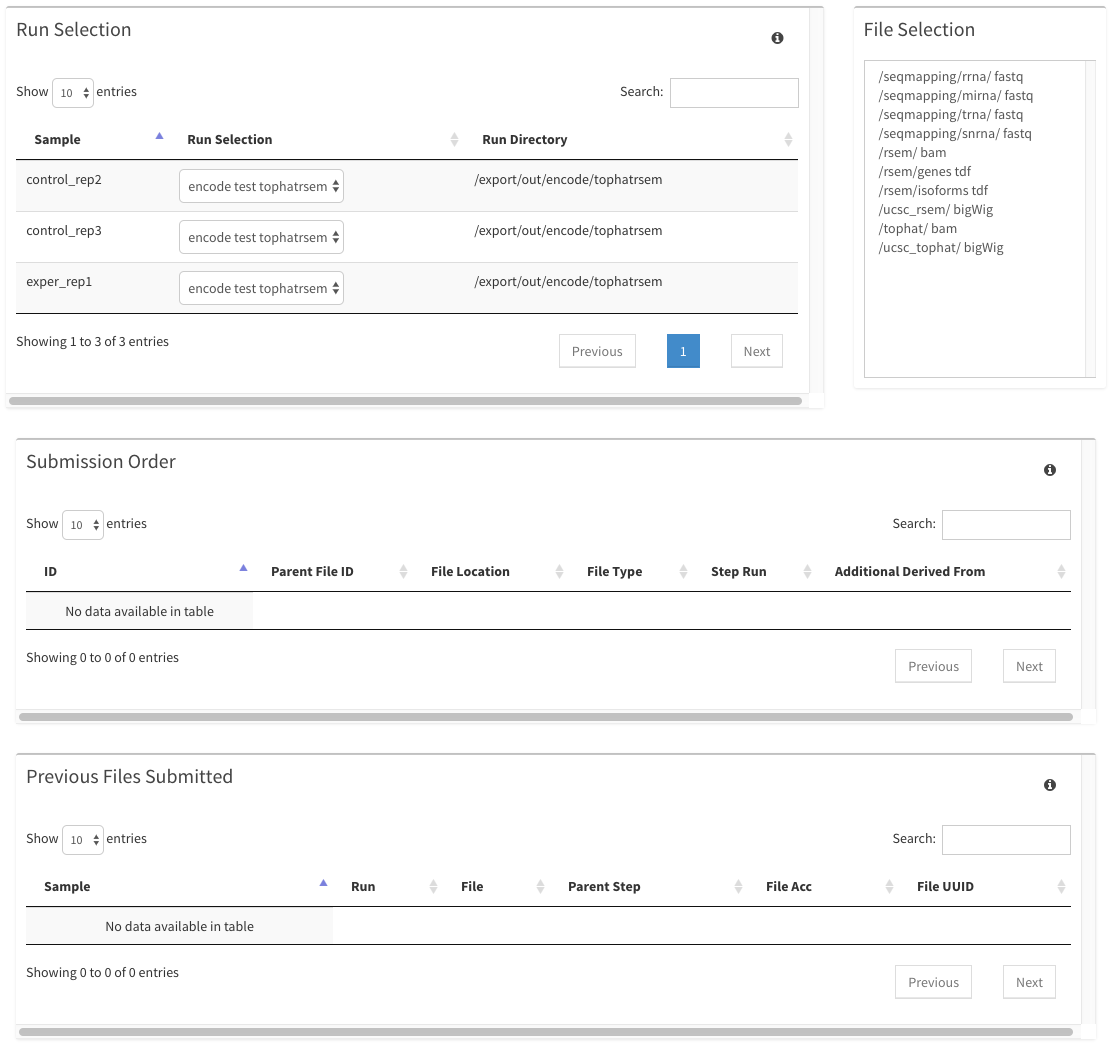 Run Selection
Show 10 entries Search:
Sample Run Selection Run Directory
control_rep2 encode test tophatrsem /export/out/encode/tophatrsem
control_rep3 encode test tophatrsem /export/out/encode/tophatrsem
exper_rep1 encode test tophatrsem /export/out/encode/tophatrsem
Showing 1 to 3 of 3 entries
Previous 1 Next
File Selection
/seqmapping/rrna/ fastq
/seqmapping/mirna/ fastq
/seqmapping/trna/ fastq
/seqmapping/snrna/ fastq
/rsem/ bam
/rsem/genes tdf
/rsem/isoforms tdf
/ucsc_rsem/ bigWig
/tophat/ bam
/ucsc_tophat/ bigWig
Submission Order
Show 10 entries Search:
ID Parent File ID File Location File Type Step Run Additional Derived From
No data available in table
Showing 0 to 0 of 0 entries
Previous Next
Previous Files Submitted
Show 10 entries Search:
Sample Run File Parent Step File Acc File UUID
No data available in table
Showing 0 to 0 of 0 entries
Previous Next